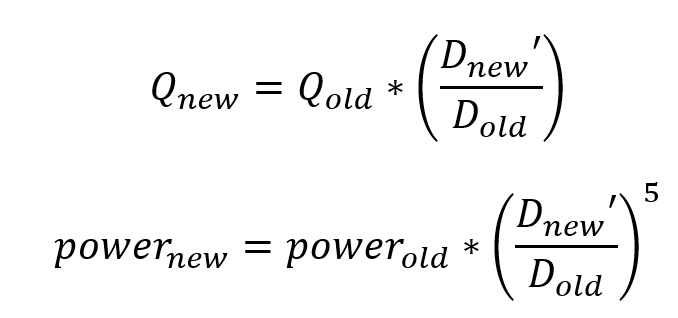 Q_new = Q_old * (D_new′ / D_old)
power_new = power_old * (D_new′ / D_old)^5